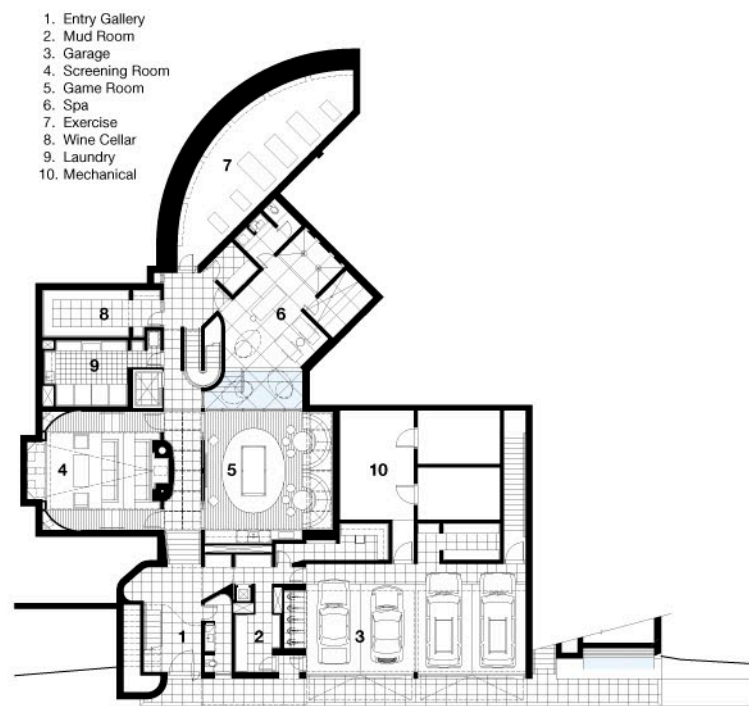 1. Entry Gallery
2. Mud Room
3. Garage
4. Screening Room
5. Game Room
6. Spa
7. Exercise
8. Wine Cellar
9. Laundry
10. Mechanical
7
8
6
9
4
5
10
1
2
3